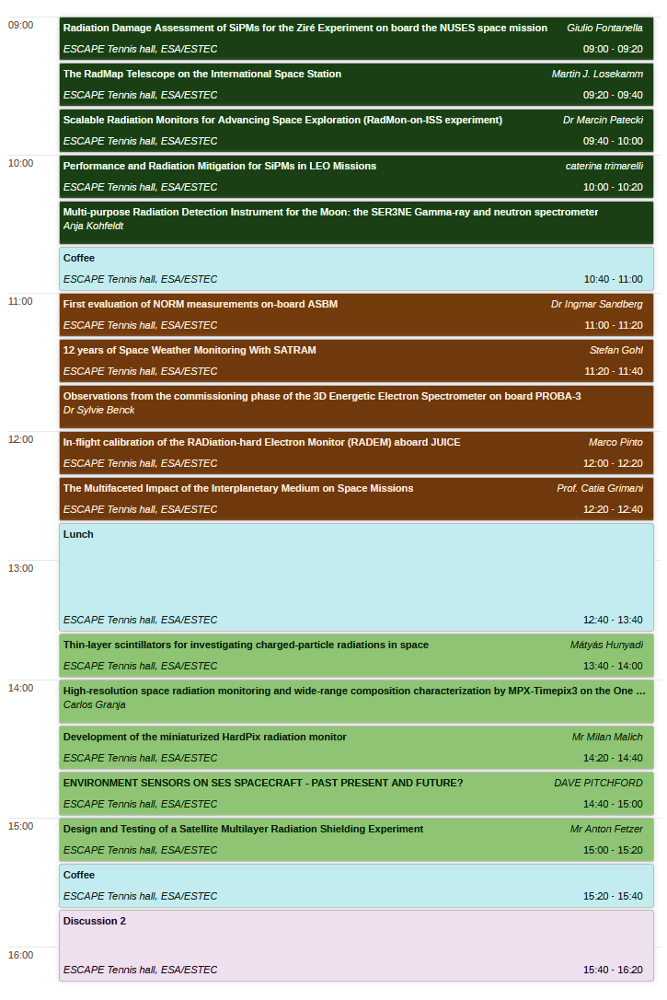 09:00
Radiation Damage Assessment of SiPMs for the Ziré Experiment on board the NUSES space mission Giulio Fontanella
ESCAPE Tennis hall, ESA/ESTEC 09:00 - 09:20
The RadMap Telescope on the International Space Station Martin J. Losekamm
ESCAPE Tennis hall, ESA/ESTEC 09:20 - 09:40
Scalable Radiation Monitors for Advancing Space Exploration (RadMon-on-ISS experiment) Dr Marcin Patecki
ESCAPE Tennis hall, ESA/ESTEC 09:40 - 10:00
10:00
Performance and Radiation Mitigation for SiPMs in LEO Missions caterina trimarelli
ESCAPE Tennis hall, ESA/ESTEC 10:00 - 10:20
Multi-purpose Radiation Detection Instrument for the Moon: the SER3NE Gamma-ray and neutron spectrometer
Anja Kohfeldt
Coffee
ESCAPE Tennis hall, ESA/ESTEC 10:40 - 11:00
11:00
First evaluation of NORM measurements on-board ASBM Dr Ingmar Sandberg
ESCAPE Tennis hall, ESA/ESTEC 11:00 - 11:20
12 years of Space Weather Monitoring With SATRAM Stefan Gohl
ESCAPE Tennis hall, ESA/ESTEC 11:20 - 11:40
Observations from the commissioning phase of the 3D Energetic Electron Spectrometer on board PROBA-3
Dr Sylvie Benck
12:00
In-flight calibration of the RADiation-hard Electron Monitor (RADEM) aboard JUICE Marco Pinto
ESCAPE Tennis hall, ESA/ESTEC 12:00 - 12:20
The Multifaceted Impact of the Interplanetary Medium on Space Missions Prof. Catia Grimani
ESCAPE Tennis hall, ESA/ESTEC 12:20 - 12:40
Lunch
13:00
ESCAPE Tennis hall, ESA/ESTEC 12:40 - 13:40
Thin-layer scintillators for investigating charged-particle radiations in space Mátyás Hunyadi
ESCAPE Tennis hall, ESA/ESTEC 13:40 - 14:00
14:00
High-resolution space radiation monitoring and wide-range composition characterization by MPX-Timepix3 on the One ...
Carlos Granja
Development of the miniaturized HardPix radiation monitor Mr Milan Malich
ESCAPE Tennis hall, ESA/ESTEC 14:20 - 14:40
ENVIRONMENT SENSORS ON SES SPACECRAFT - PAST PRESENT AND FUTURE? DAVE PITCHFORD
ESCAPE Tennis hall, ESA/ESTEC 14:40 - 15:00
15:00
Design and Testing of a Satellite Multilayer Radiation Shielding Experiment Mr Anton Fetzer
ESCAPE Tennis hall, ESA/ESTEC 15:00 - 15:20
Coffee
ESCAPE Tennis hall, ESA/ESTEC 15:20 - 15:40
Discussion 2
16:00
ESCAPE Tennis hall, ESA/ESTEC 15:40 - 16:20